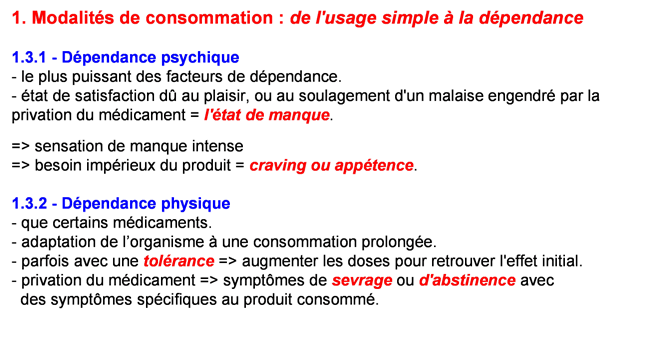 1. Modalités de consommation : de l'usage simple à la dépendance
1.3.1 - Dépendance psychique
- le plus puissant des facteurs de dépendance.
- état de satisfaction dû au plaisir, ou au soulagement d'un malaise engendré par la
privation du médicament = l'état de manque.
=> sensation de manque intense
=> besoin impérieux du produit = craving ou appétence.
1.3.2 - Dépendance physique
- que certains médicaments.
- adaptation de l’organisme à une consommation prolongée.
- parfois avec une tolérance => augmenter les doses pour retrouver l'effet initial.
- privation du médicament => symptômes de sevrage ou d'abstinence avec
des symptômes spécifiques au produit consommé.